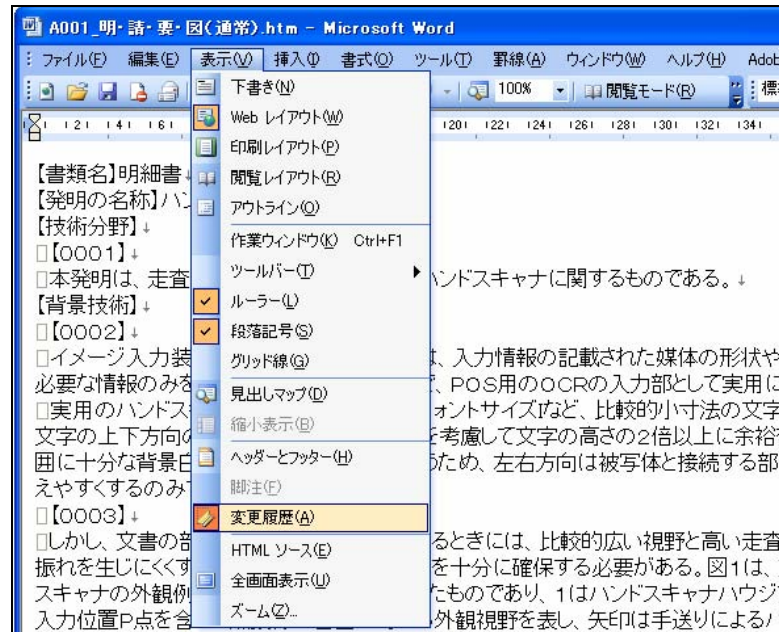 A001_明・請・要・図(通常).htm - Microsoft Word
ファイル(F) 編集(E) 表示(V) 挿入(I) 書式(O) ツール(T) 罫線(A) ウィンドウ(W) ヘルプ(H) Adob
100% 閲覧モード(R) 標
下書き(N)
Web レイアウト(W)
印刷レイアウト(P)
閲覧レイアウト(R)
アウトライン(O)
作業ウィンドウ(K) Ctrl+F1
ツールバー(T)
ルーラー(L)
段落記号(S)
グリッド線(G)
見出しマップ(D)
縮小表示(B)
ヘッダーとフッター(H)
脚注(F)
変更履歴(A)
HTML ソース(E)
全画面表示(U)
ズーム(Z)...
|2| |4| |6| |20| |22| |24| |26| |28| |30| |32| |34|
【書類名】明細書↓
【発明の名称】ハン
【技術分野】↓
□【0001】↓
□本発明は、走査 ハンドスキャナに関するものである。↓
【背景技術】↓
□【0002】↓
□イメージ入力装 は、入力情報の記載された媒体の形状や
必要な情報のみを で、POS用のOCRの入力部として実用に
□実用のハンドス ォントサイズIなど、比較的小寸法の文字
文字の上下方向の を考慮して文字の高さの2倍以上に余裕
囲に十分な背景白 のため、左右方向は被写体と接続する部
えやすくするのみて
□【0003】↓
□しかし、文書の部 るときには、比較的広い視野と高い走査
振れを生じにくくす を十分に確保する必要がある。図1は、
スキャナの外観例 たものであり、1はハンドスキャナハウジ
入力位置P点を含 い外観視野を表し、矢印は手送りによる